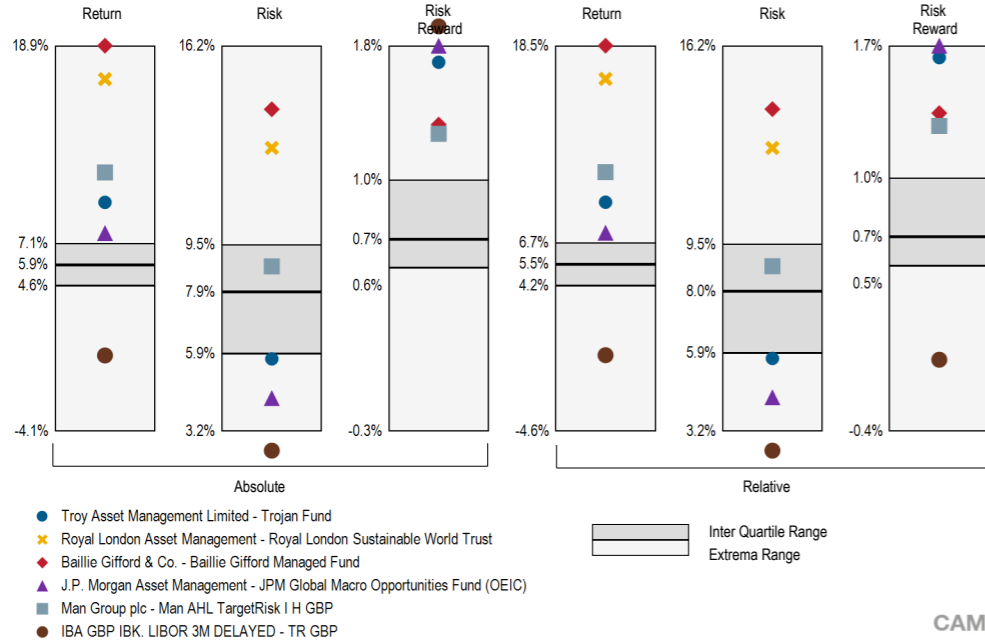 Return
Risk
Risk
Reward
Return
Risk
Risk
Reward
18.9%
7.1%
5.9%
4.6%
-4.1%
16.2%
9.5%
7.9%
5.9%
3.2%
1.8%
1.0%
0.7%
0.6%
-0.3%
18.5%
6.7%
5.5%
4.2%
-4.6%
16.2%
9.5%
8.0%
5.9%
3.2%
1.7%
1.0%
0.7%
0.5%
-0.4%
Absolute
Relative
Troy Asset Management Limited - Trojan Fund
Royal London Asset Management - Royal London Sustainable World Trust
Baillie Gifford & Co. - Baillie Gifford Managed Fund
J.P. Morgan Asset Management - JPM Global Macro Opportunities Fund (OEIC)
Man Group plc - Man AHL TargetRisk I H GBP
IBA GBP IBK. LIBOR 3M DELAYED - TR GBP
Inter Quartile Range
Extrema Range
CAM